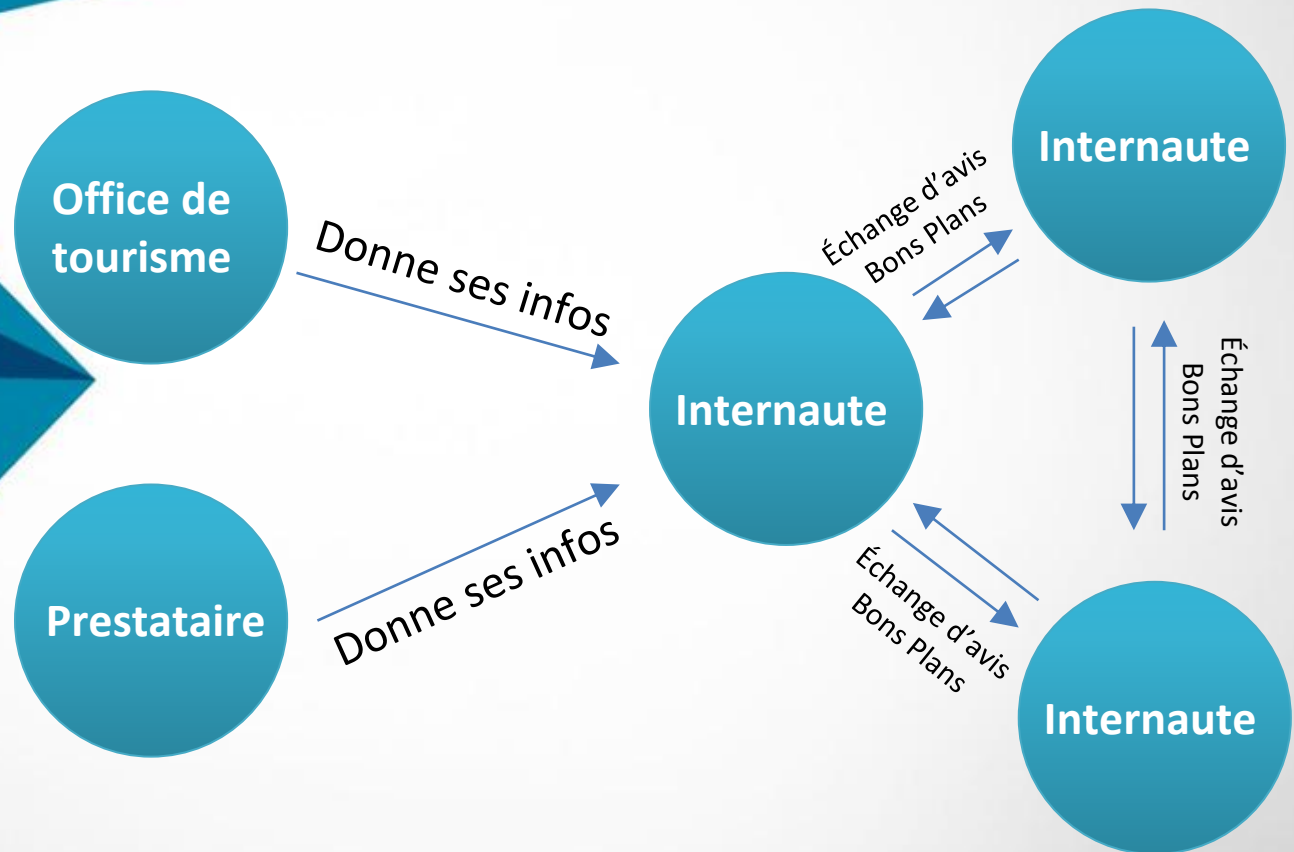 Office de
tourisme
Donne ses infos
Prestataire
Donne ses infos
Internaute
Échange d'avis
Bons Plans
Internaute
Échange d'avis
Bons Plans
Échange d'avis
Bons Plans
Internaute